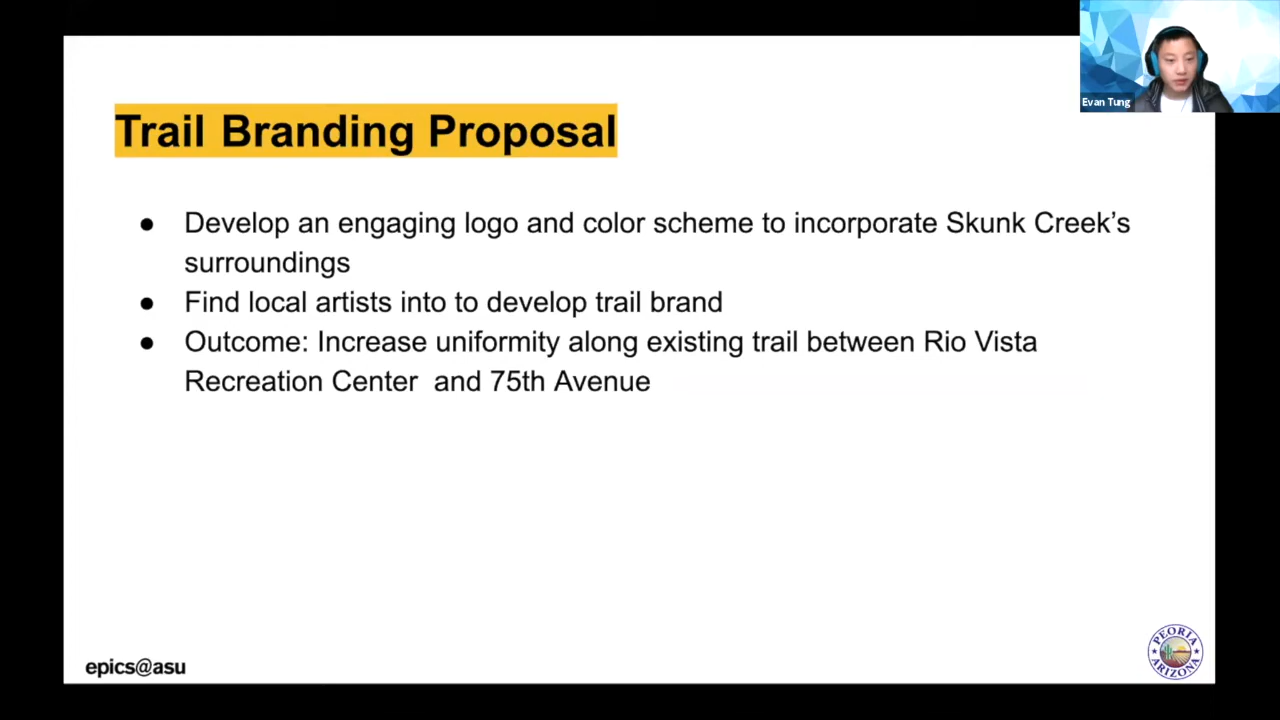 Evan Tung
Trail Branding Proposal
● Develop an engaging logo and color scheme to incorporate Skunk Creek’s
surroundings
● Find local artists into to develop trail brand
● Outcome: Increase uniformity along existing trail between Rio Vista
Recreation Center  and 75th Avenue
epics@asu
PEORIA
ARIZONA